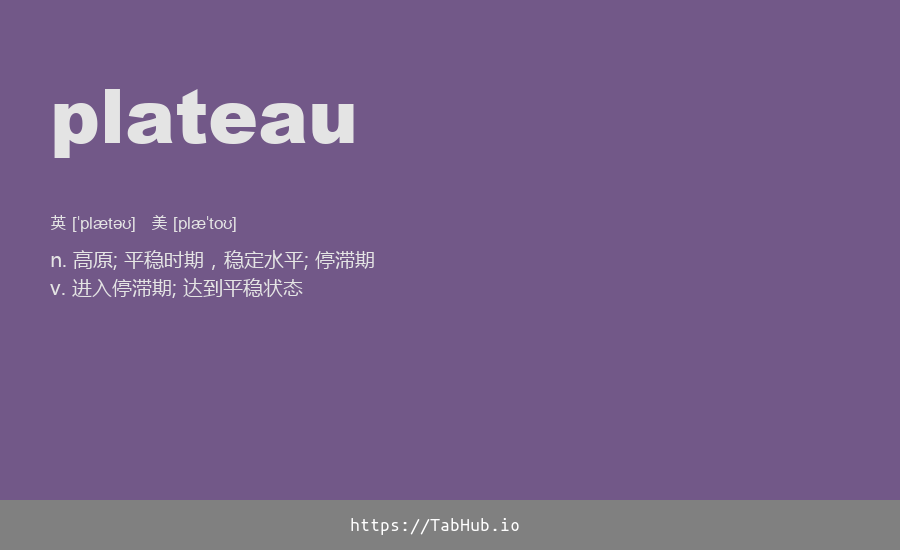 plateau
英 [ˈplætəʊ] 美 [plæˈtoʊ]
n. 高原; 平稳时期，稳定水平; 停滞期
v. 进入停滞期; 达到平稳状态
https://TabHub.io